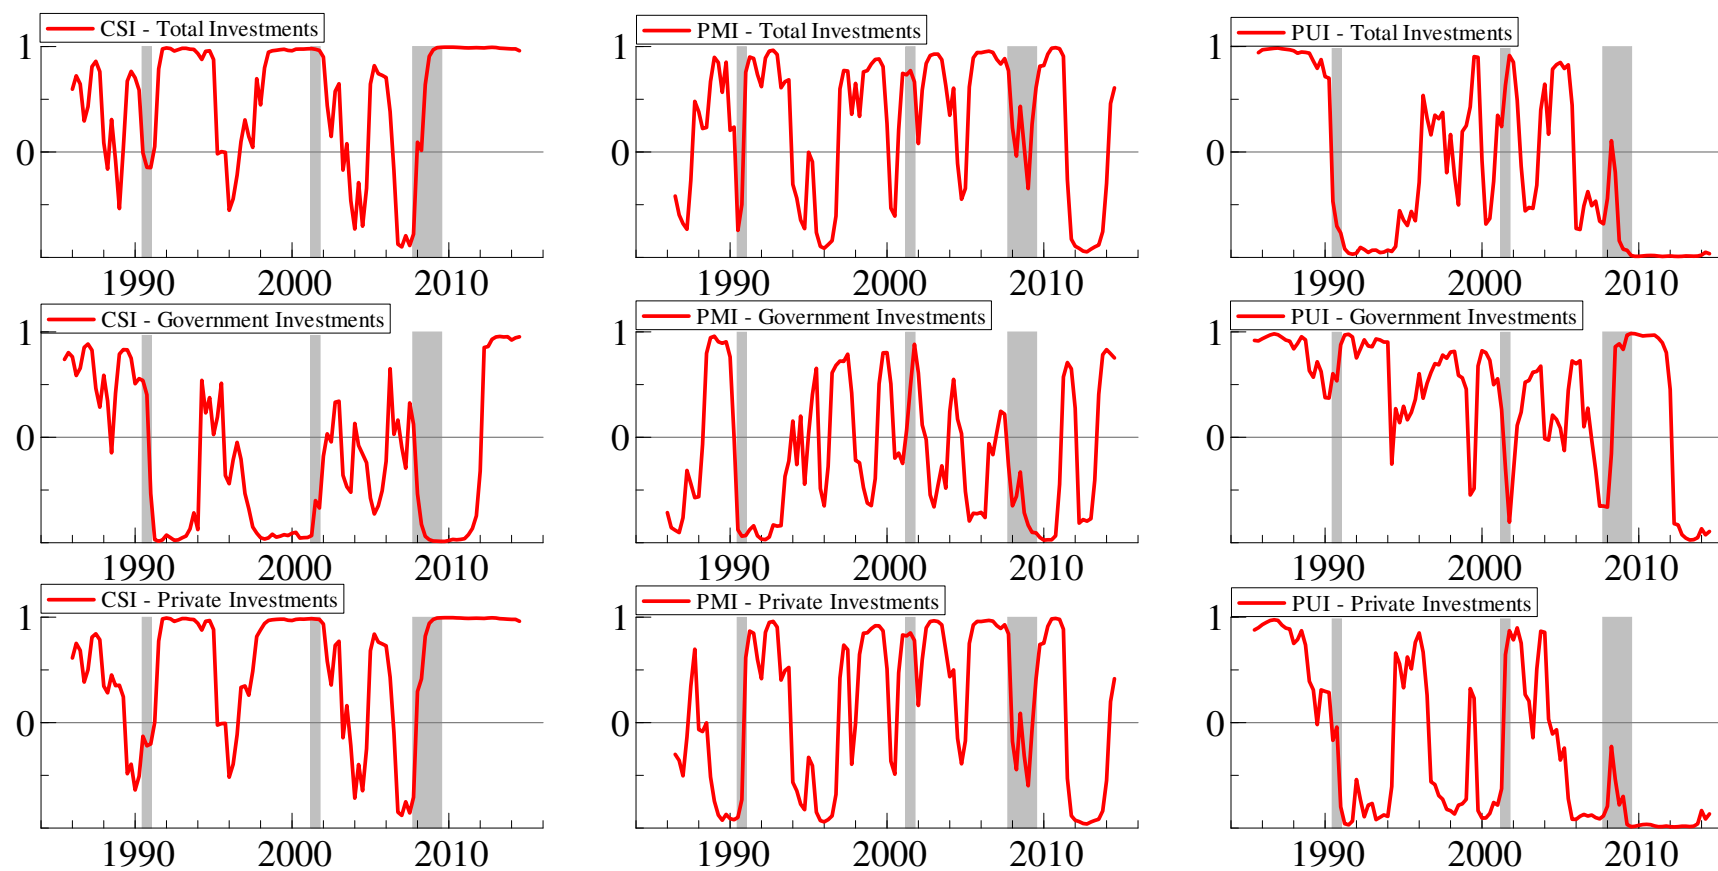 CSI - Total Investments
PMI - Total Investments
PUI - Total Investments
1
1
1
0
0
0
1990 2000 2010
1990 2000 2010
1990 2000 2010
CSI - Government Investments
PMI - Government Investments
PUI - Government Investments
1
1
1
0
0
0
1990 2000 2010
1990 2000 2010
1990 2000 2010
CSI - Private Investments
PMI - Private Investments
PUI - Private Investments
1
1
1
0
0
0
1990 2000 2010
1990 2000 2010
1990 2000 2010